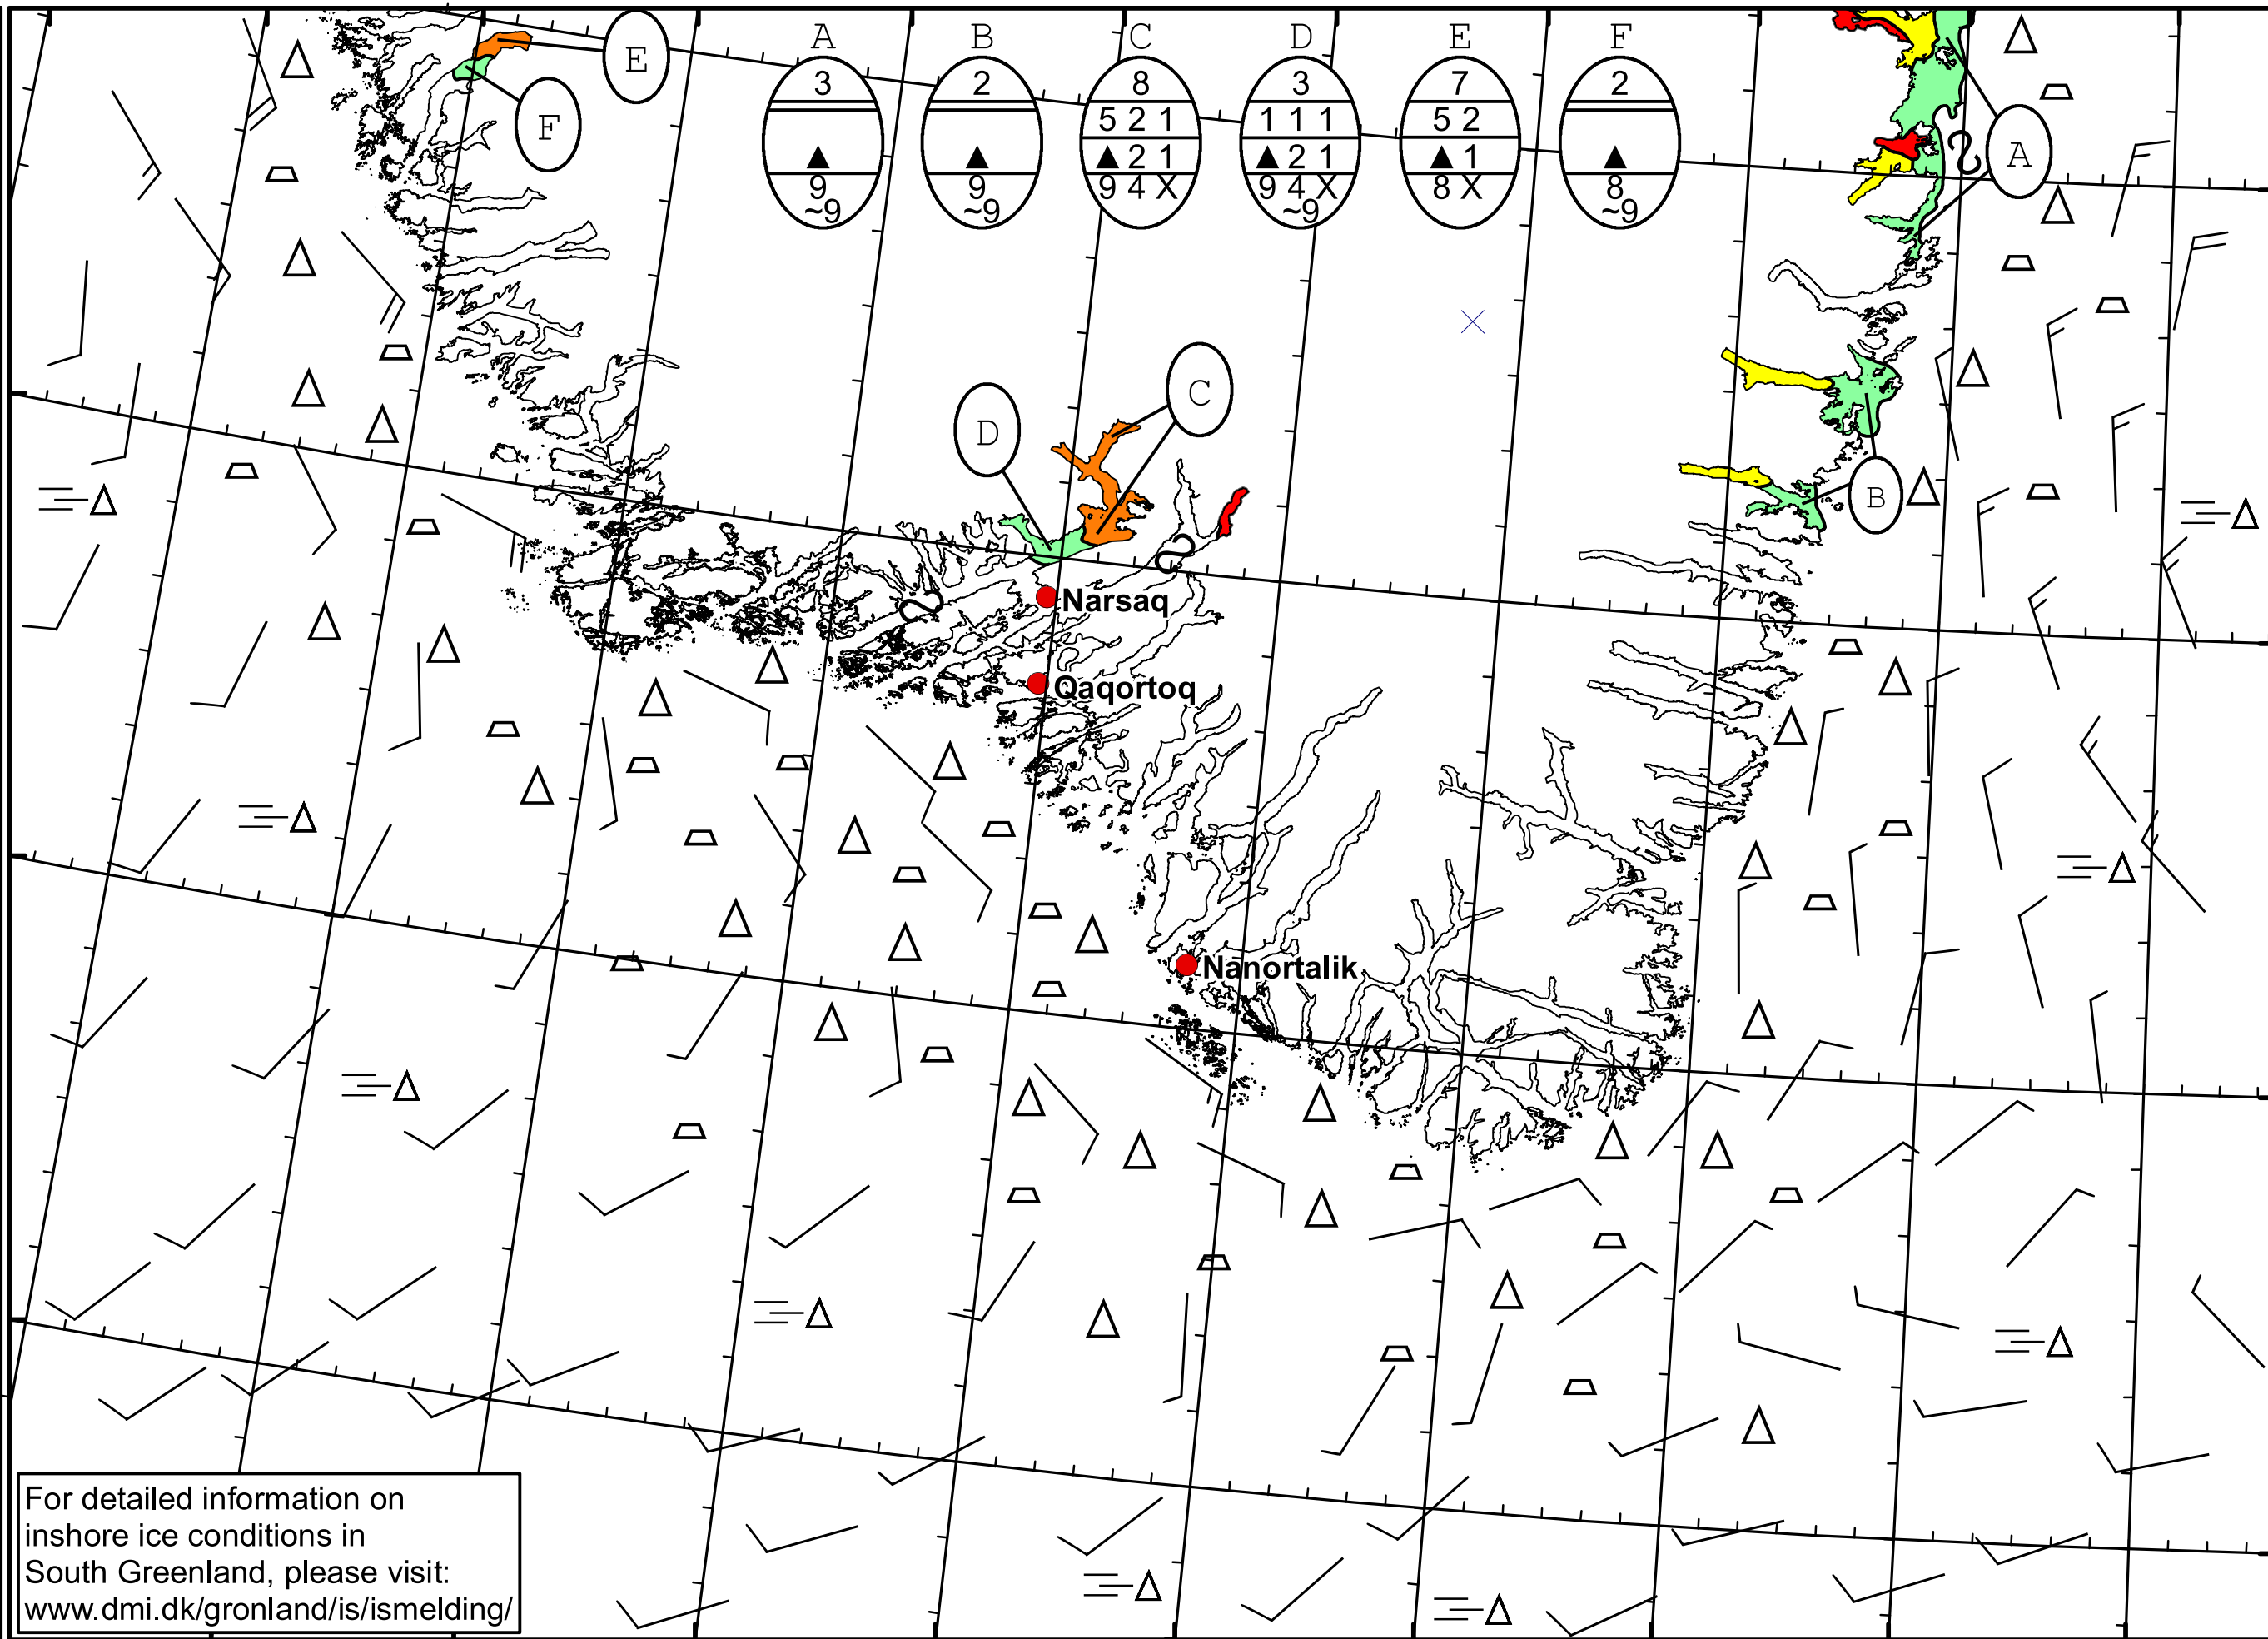 A B C D E F
3 2 8 3 7 2
5 2 1 1 1 1 5 2
▲ ▲ ▲ 2 1 ▲ 2 1 ▲ 1 ▲
9 9 9 4 X 9 4 X 8 X 8
~9 ~9 ~9 ~9
E
F
A
C
D
B
Narsaq
Qaqortoq
Nanortalik
For detailed information on
inshore ice conditions in
South Greenland, please visit:
www.dmi.dk/gronland/is/ismelding/